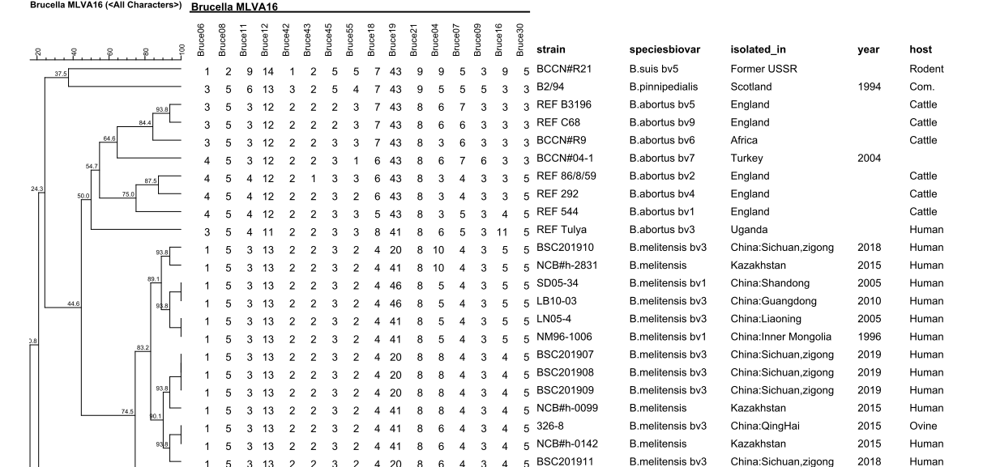 Brucella MLVA16 (<All Characters>) Brucella MLVA16
20 40 60 80 100 Bruce06 Bruce08 Bruce11 Bruce12 Bruce42 Bruce43 Bruce45 Bruce55 Bruce18 Bruce19 Bruce21 Bruce04 Bruce07 Bruce09 Bruce16 Bruce30 strain speciesbiovar isolated_in year host
37.5 1 2 9 14 1 2 5 5 7 43 9 9 5 3 9 5 BCCN#R21 B.suis bv5 Former USSR Rodent
3 5 6 13 3 2 5 4 7 43 9 5 5 5 3 3 B2/94 B.pinnipedialis Scotland 1994 Com.
93.8 3 5 3 12 2 2 2 3 7 43 8 6 7 3 3 3 REF B3196 B.abortus bv5 England Cattle
84.4 3 5 3 12 2 2 2 3 7 43 8 6 6 3 3 3 REF C68 B.abortus bv9 England Cattle
64.6 3 5 3 12 2 2 3 3 7 43 8 3 6 3 3 3 BCCN#R9 B.abortus bv6 Africa Cattle
4 5 3 12 2 2 3 1 6 43 8 6 7 6 3 3 BCCN#04-1 B.abortus bv7 Turkey 2004
54.7 87.5 4 5 4 12 2 1 3 3 6 43 8 3 4 3 3 5 REF 86/8/59 B.abortus bv2 England Cattle
24.3 50.0 75.0 4 5 4 12 2 2 3 2 6 43 8 3 4 3 3 5 REF 292 B.abortus bv4 England Cattle
4 5 4 12 2 2 3 3 5 43 8 3 5 3 4 5 REF 544 B.abortus bv1 England Cattle
3 5 4 11 2 2 3 3 8 41 8 6 5 3 11 5 REF Tulya B.abortus bv3 Uganda Human
93.8 1 5 3 13 2 2 3 2 4 20 8 10 4 3 5 5 BSC201910 B.melitensis bv3 China:Sichuan,zigong 2018 Human
1 5 3 13 2 2 3 2 4 41 8 10 4 3 5 5 NCB#h-2831 B.melitensis Kazakhstan 2015 Human
89.1 1 5 3 13 2 2 3 2 4 46 8 5 4 3 5 5 SD05-34 B.melitensis bv1 China:Shandong 2005 Human
44.6 93.8 1 5 3 13 2 2 3 2 4 46 8 5 4 3 5 5 LB10-03 B.melitensis bv3 China:Guangdong 2010 Human
1 5 3 13 2 2 3 2 4 41 8 5 4 3 5 5 LN05-4 B.melitensis bv3 China:Liaoning 2005 Human
0.8 1 5 3 13 2 2 3 2 4 41 8 5 4 3 5 5 NM96-1006 B.melitensis bv1 China:Inner Mongolia 1996 Human
83.2 1 5 3 13 2 2 3 2 4 20 8 8 4 3 4 5 BSC201907 B.melitensis bv3 China:Sichuan,zigong 2019 Human
1 5 3 13 2 2 3 2 4 20 8 8 4 3 4 5 BSC201908 B.melitensis bv3 China:Sichuan,zigong 2019 Human
93.8 1 5 3 13 2 2 3 2 4 20 8 8 4 3 4 5 BSC201909 B.melitensis bv3 China:Sichuan,zigong 2019 Human
74.5 90.1 1 5 3 13 2 2 3 2 4 41 8 8 4 3 4 5 NCB#h-0099 B.melitensis Kazakhstan 2015 Human
1 5 3 13 2 2 3 2 4 41 8 6 4 3 4 5 326-8 B.melitensis bv3 China:QingHai 2015 Ovine
93.8 1 5 3 13 2 2 3 2 4 41 8 6 4 3 4 5 NCB#h-0142 B.melitensis Kazakhstan 2015 Human
1 5 3 13 2 2 3 2 4 20 8 6 4 3 4 5 BSC201911 B.melitensis bv3 China:Sichuan,zigong 2018 Human